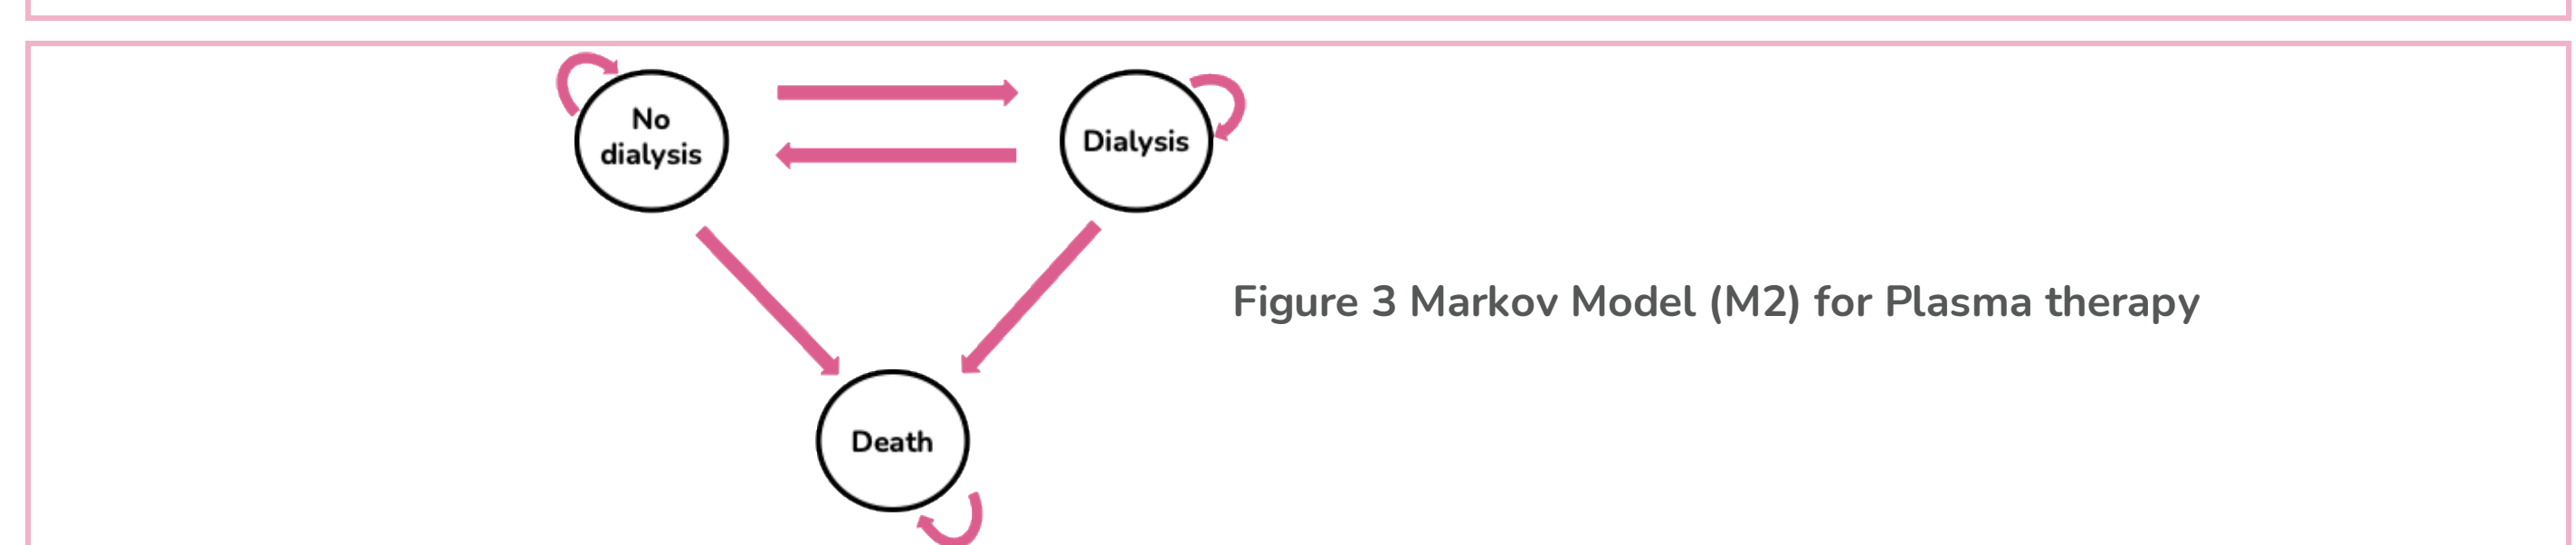 No
dialysis
Dialysis
Figure 3 Markov Model (M2) for Plasma therapy
Death